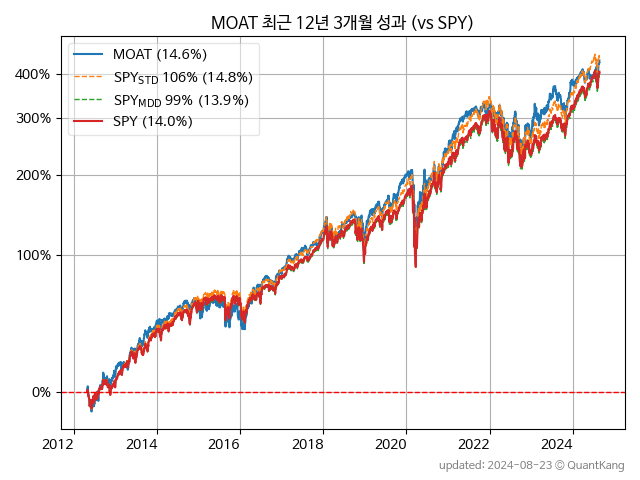 MOAT 최근 12년 3개월 성과 (vs SPY)
MOAT (14.6%)
SPY_STD 106% (14.8%)
SPY_MDD 99% (13.9%)
SPY (14.0%)
400%
300%
200%
100%
0%
2012 2014 2016 2018 2020 2022 2024
updated: 2024-08-23 © QuantKang